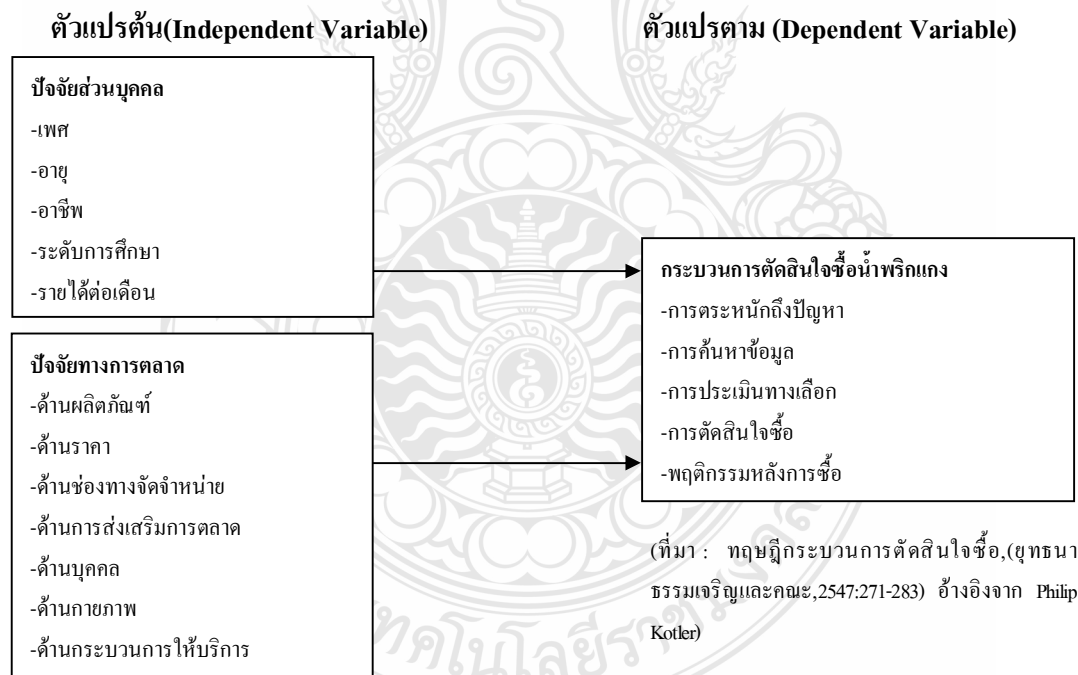 ตัวแปรต้น(Independent Variable)
ปัจจัยส่วนบุคคล
-เพศ
-อายุ
-อาชีพ
-ระดับการศึกษา
-รายได้ต่อเดือน
ปัจจัยทางการตลาด
-ด้านผลิตภัณฑ์
-ด้านราคา
-ด้านช่องทางจัดจำหน่าย
-ด้านการส่งเสริมการตลาด
-ด้านบุคคล
-ด้านกายภาพ
-ด้านกระบวนการให้บริการ
ตัวแปรตาม (Dependent Variable)
กระบวนการตัดสินใจซื้อน้ำพริกแกง
-การตระหนักถึงปัญหา
-การค้นหาข้อมูล
-การประเมินทางเลือก
-การตัดสินใจซื้อ
-พฤติกรรมหลังการซื้อ
(ที่มา : ทฤษฎีกระบวนการตัดสินใจซื้อ,(ยุทธนา
ธรรมเจริญและคณะ,2547:271-283) อ้างอิงจาก Philip
Kotler)